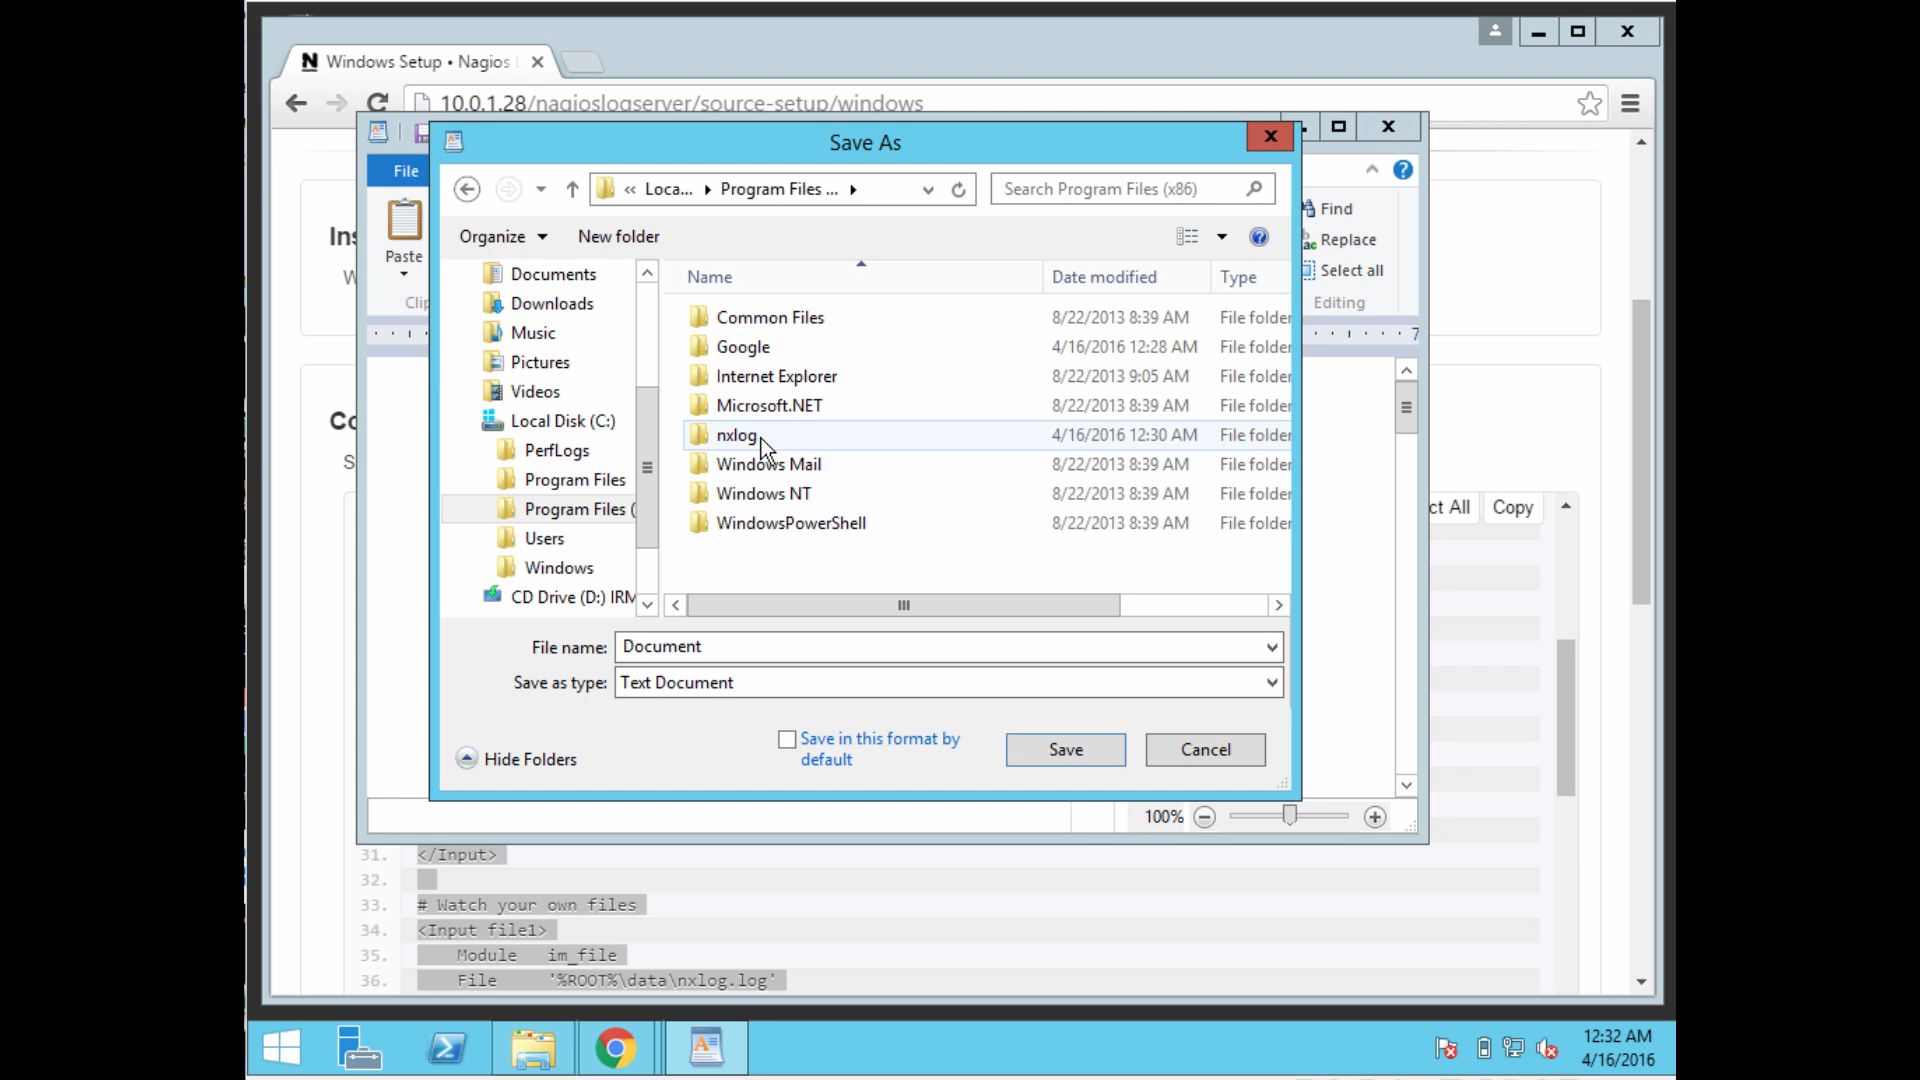 Windows Setup • Nagios L
10.0.1.28/nagioslogserver/source-setup/windows
Save As
File
Loca... Program Files ...
Search Program Files (x86)
Find
Replace
Select all
Editing
Paste
Clip
Ins
W
Co
S
Organize
New folder
Documents
Downloads
Music
Pictures
Videos
Local Disk (C:)
PerfLogs
Program Files
Program Files (
Users
Windows
CD Drive (D:) IRM
Name Date modified Type
Common Files 8/22/2013 8:39 AM File folder
Google 4/16/2016 12:28 AM File folder
Internet Explorer 8/22/2013 9:05 AM File folder
Microsoft.NET 8/22/2013 8:39 AM File folder
nxlog 4/16/2016 12:30 AM File folder
Windows Mail 8/22/2013 8:39 AM File folder
Windows NT 8/22/2013 8:39 AM File folder
WindowsPowerShell 8/22/2013 8:39 AM File folder
7
ct All
Copy
File name: Document
Save as type: Text Document
Save in this format by
default
Save
Cancel
Hide Folders
100%
31. </Input>
32.
33. # Watch your own files
34. <Input file1>
35. Module im_file
36. File '%ROOT%\data\nxlog.log'
12:32 AM
4/16/2016